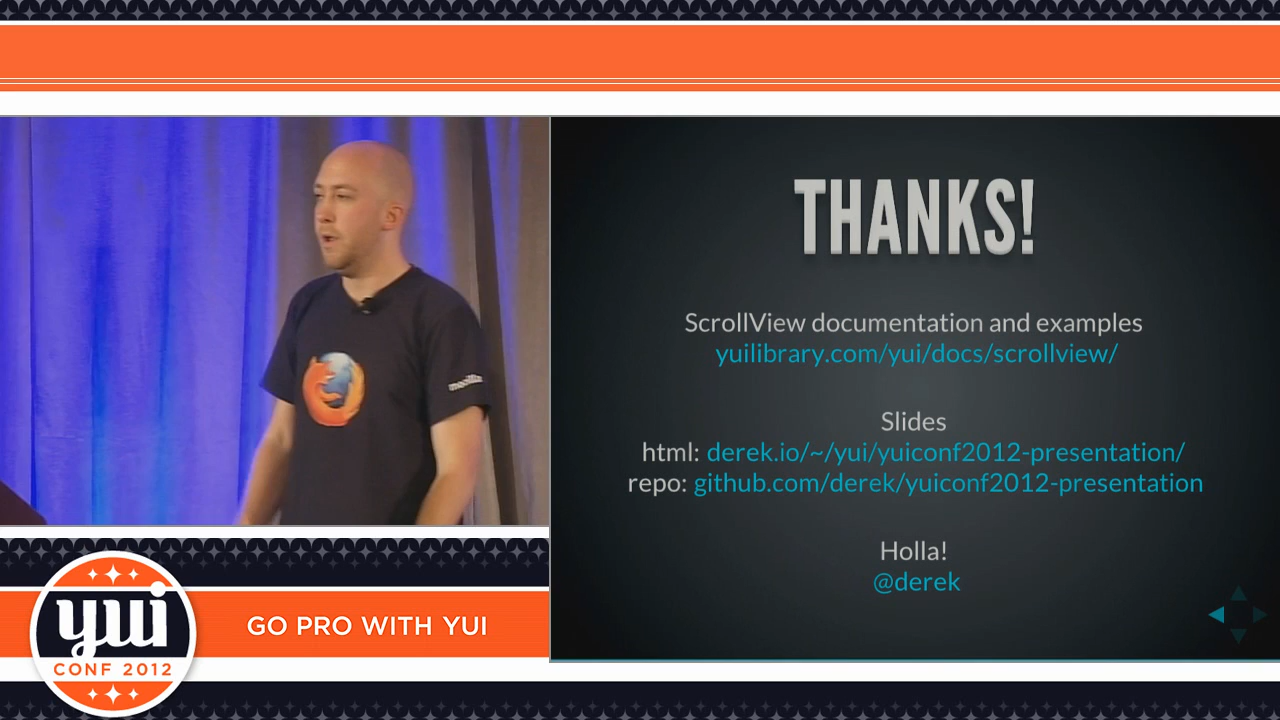 THANKS!
ScrollView documentation and examples
yuilibrary.com/yui/docs/scrollview/
Slides
html: derek.io/~/yui/yuiconf2012-presentation/
repo: github.com/derek/yuiconf2012-presentation
Holla!
@derek
mozilla
yui
CONF 2012
GO PRO WITH YUI